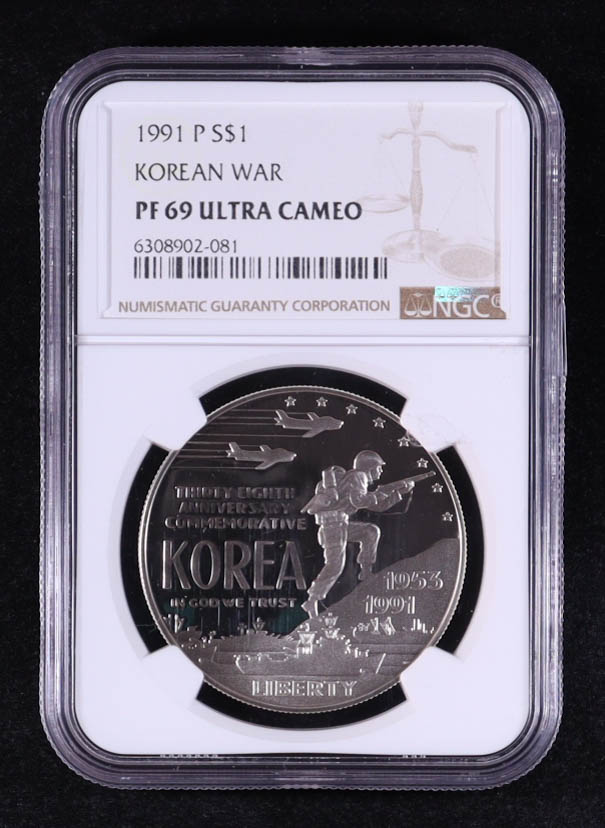 1991 P S$1
KOREAN WAR
PF 69 ULTRA CAMEO
6308902-081
NUMISMATIC GUARANTY CORPORATION
NGC®
THIRTY EIGHTH
ANNIVERSARY
COMMEMORATIVE
KOREA
IN GOD WE TRUST
1953
1991
LIBERTY